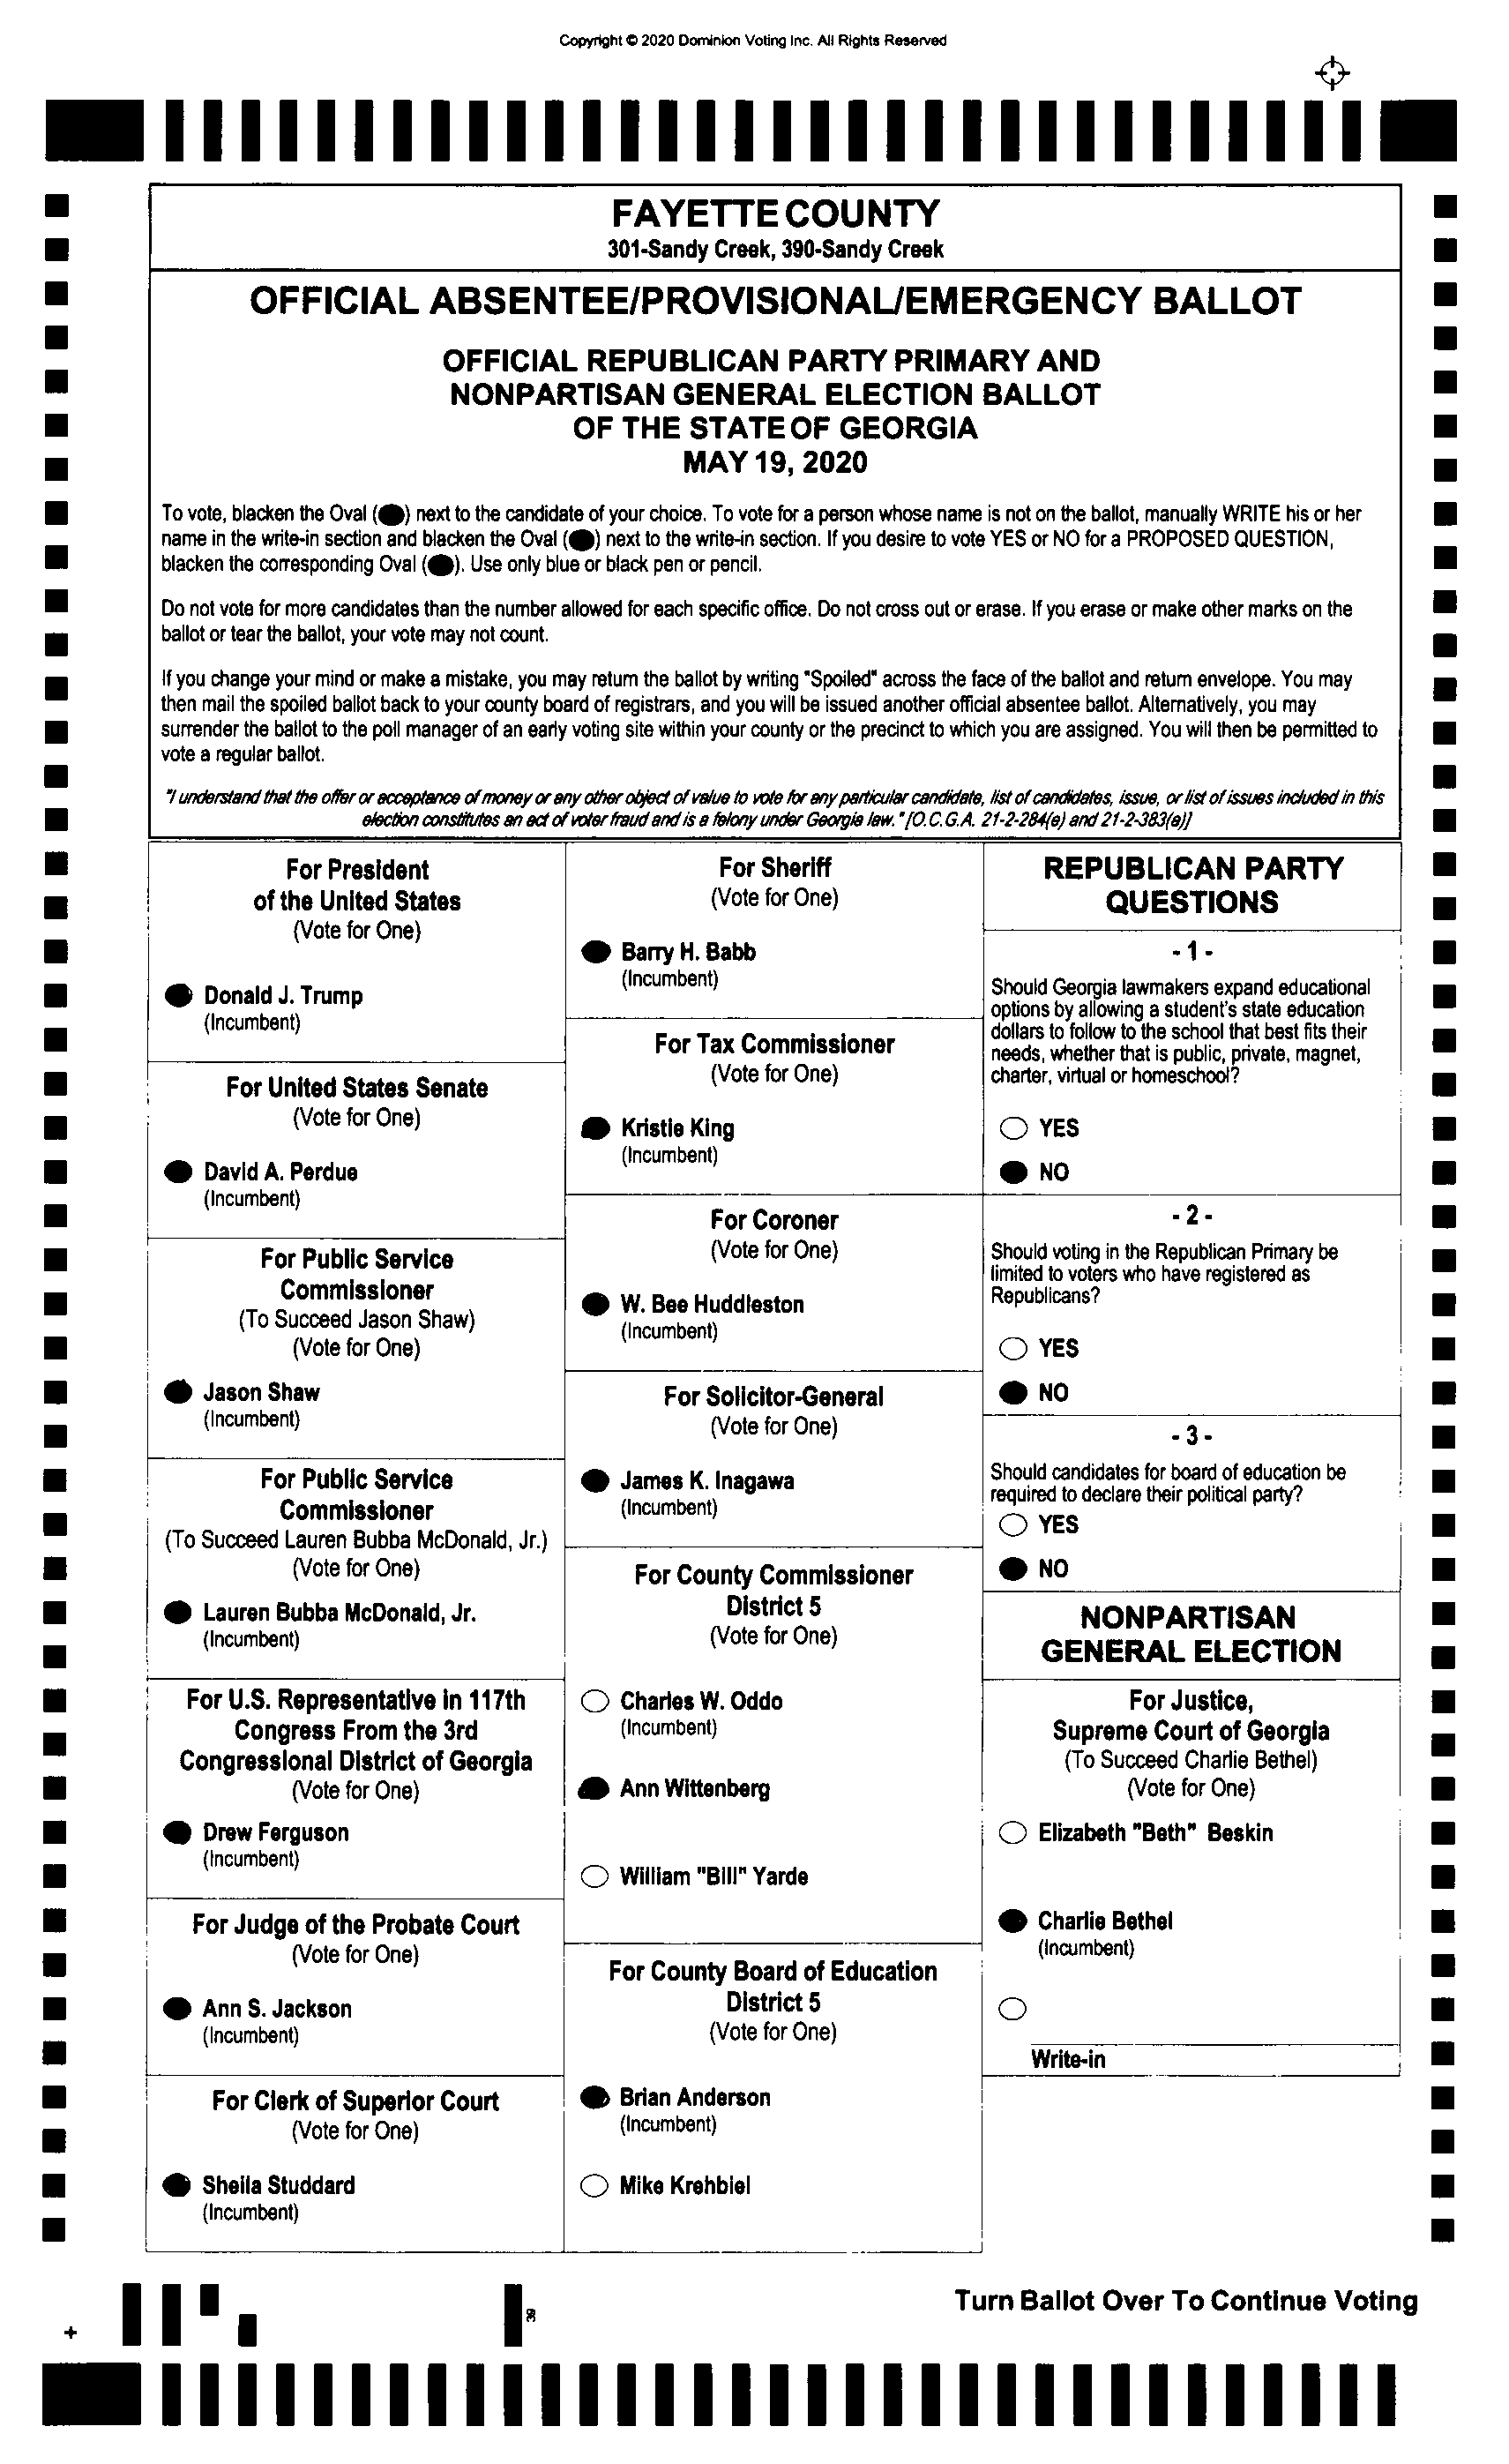 Copyright © 2020 Dominion Voting Inc. All Rights Reserved
FAYETTE COUNTY
301-Sandy Creek, 390-Sandy Creek
OFFICIAL ABSENTEE/PROVISIONAL/EMERGENCY BALLOT
OFFICIAL REPUBLICAN PARTY PRIMARY AND
NONPARTISAN GENERAL ELECTION BALLOT
OF THE STATE OF GEORGIA
MAY 19, 2020
To vote, blacken the Oval (⬬) next to the candidate of your choice. To vote for a person whose name is not on the ballot, manually WRITE his or her
name in the write-in section and blacken the Oval (⬬) next to the write-in section. If you desire to vote YES or NO for a PROPOSED QUESTION,
blacken the corresponding Oval (⬬). Use only blue or black pen or pencil.
Do not vote for more candidates than the number allowed for each specific office. Do not cross out or erase. If you erase or make other marks on the
ballot or tear the ballot, your vote may not count.
If you change your mind or make a mistake, you may return the ballot by writing "Spoiled" across the face of the ballot and return envelope. You may
then mail the spoiled ballot back to your county board of registrars, and you will be issued another official absentee ballot. Alternatively, you may
surrender the ballot to the poll manager of an early voting site within your county or the precinct to which you are assigned. You will then be permitted to
vote a regular ballot.
"I understand that the offer or acceptance of money or any other object of value to vote for any particular candidate, list of candidates, issue, or list of issues included in this
election constitutes an act of voter fraud and is a felony under Georgia law." [O.C.G.A. 21-2-284(e) and 21-2-383(a)]
For President
of the United States
(Vote for One)
Donald J. Trump
(Incumbent)
For United States Senate
(Vote for One)
David A. Perdue
(Incumbent)
For Public Service
Commissioner
(To Succeed Jason Shaw)
(Vote for One)
Jason Shaw
(Incumbent)
For Public Service
Commissioner
(To Succeed Lauren Bubba McDonald, Jr.)
(Vote for One)
Lauren Bubba McDonald, Jr.
(Incumbent)
For U.S. Representative in 117th
Congress From the 3rd
Congressional District of Georgia
(Vote for One)
Drew Ferguson
(Incumbent)
For Judge of the Probate Court
(Vote for One)
Ann S. Jackson
(Incumbent)
For Clerk of Superior Court
(Vote for One)
Sheila Studdard
(Incumbent)
For Sheriff
(Vote for One)
Barry H. Babb
(Incumbent)
For Tax Commissioner
(Vote for One)
Kristie King
(Incumbent)
For Coroner
(Vote for One)
W. Bee Huddleston
(Incumbent)
For Solicitor-General
(Vote for One)
James K. Inagawa
(Incumbent)
For County Commissioner
District 5
(Vote for One)
Charles W. Oddo
(Incumbent)
Ann Wittenberg
William "Bill" Yarde
For County Board of Education
District 5
(Vote for One)
Brian Anderson
(Incumbent)
Mike Krehbiel
REPUBLICAN PARTY
QUESTIONS
- 1 -
Should Georgia lawmakers expand educational
options by allowing a student's state education
dollars to follow to the school that best fits their
needs, whether that is public, private, magnet,
charter, virtual or homeschool?
YES
NO
- 2 -
Should voting in the Republican Primary be
limited to voters who have registered as
Republicans?
YES
NO
- 3 -
Should candidates for board of education be
required to declare their political party?
YES
NO
NONPARTISAN
GENERAL ELECTION
For Justice,
Supreme Court of Georgia
(To Succeed Charlie Bethel)
(Vote for One)
Elizabeth "Beth" Beskin
Charlie Bethel
(Incumbent)
Write-in
39
Turn Ballot Over To Continue Voting